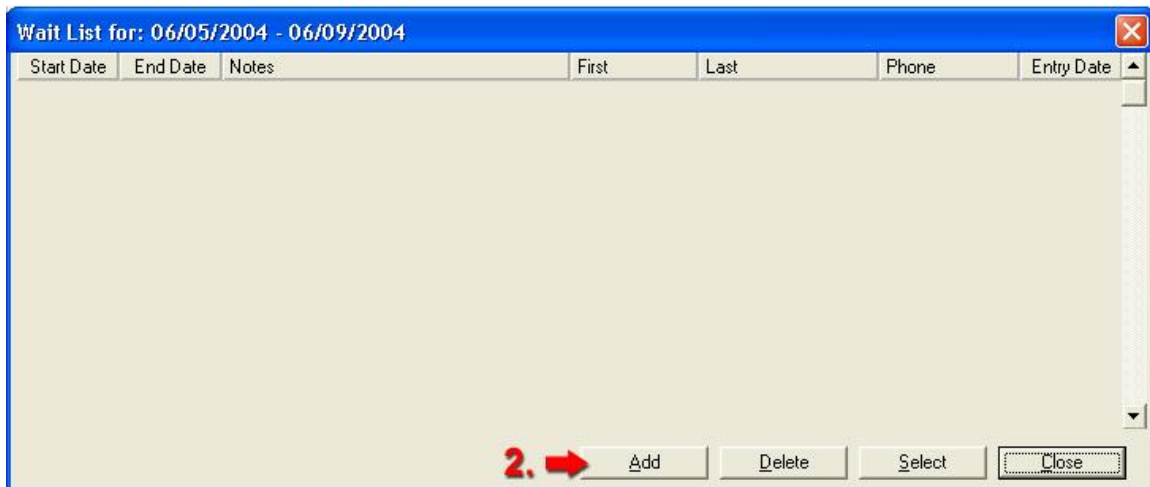 Wait List for: 06/05/2004 - 06/09/2004
Start Date End Date Notes First Last Phone Entry Date
2. Add Delete Select Close